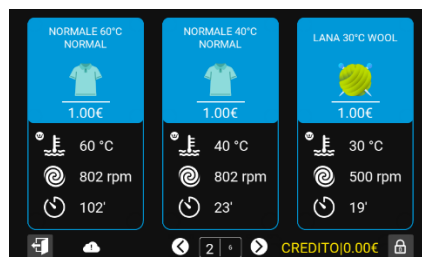 NORMALE 60°C
NORMAL
1.00€
60 °C
802 rpm
102'
NORMALE 40°C
NORMAL
1.00€
40 °C
802 rpm
23'
LANA 30°C WOOL
1.00€
30 °C
500 rpm
19'
2 6
CREDITO|0.00€